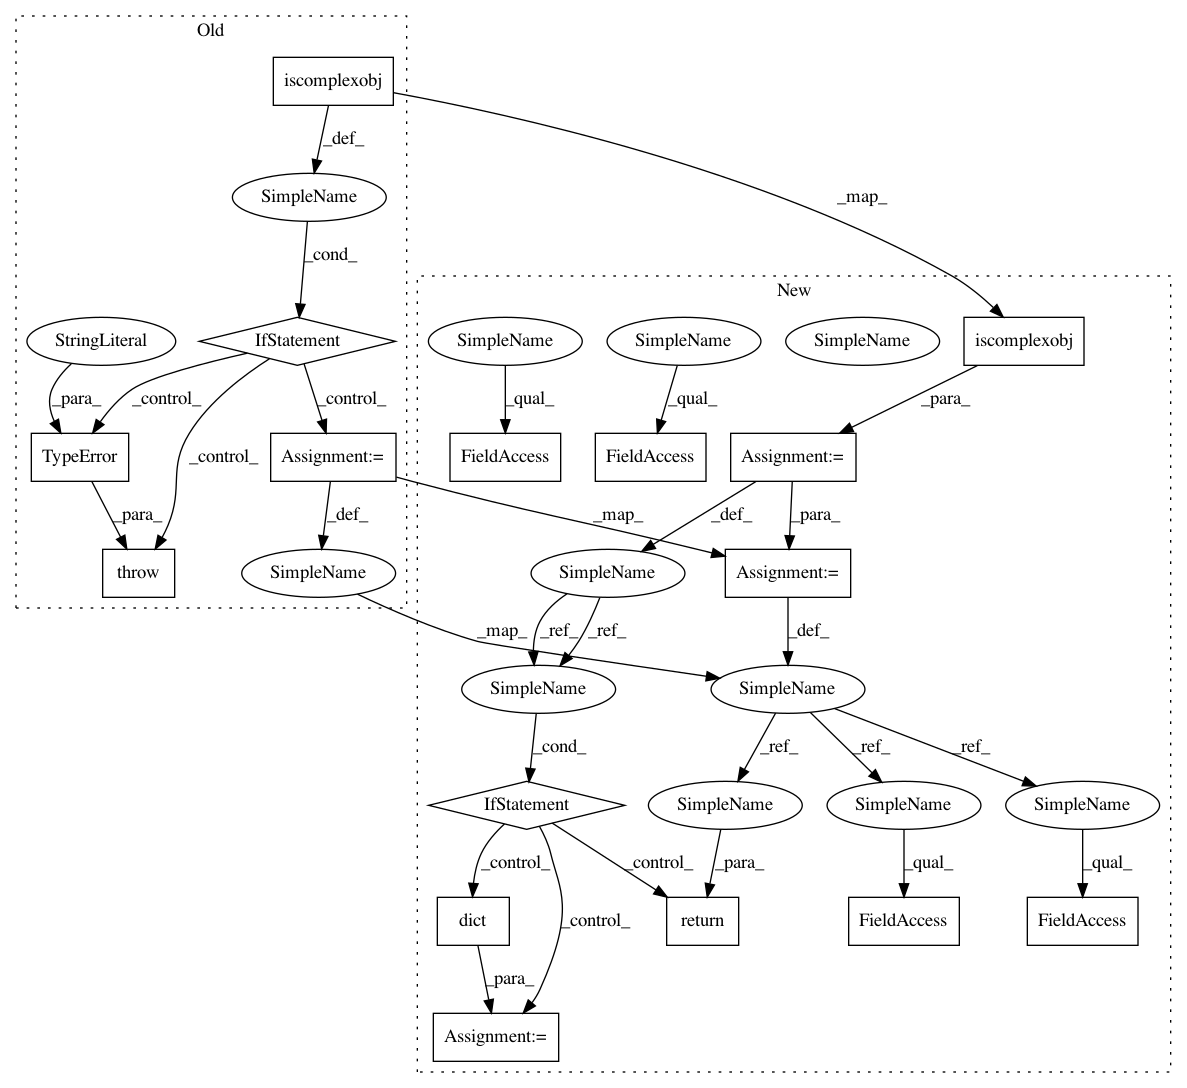 Old
iscomplexobj
_def_
SimpleName
_map_
_cond_
New
StringLiteral
IfStatement
SimpleName
SimpleName
SimpleName
iscomplexobj
_para_
_control_
_control_
_qual_
_qual_
_para_
_control_
TypeError
Assignment:=
FieldAccess
FieldAccess
Assignment:=
_para_
_def_
_map_
_def_
_para_
throw
SimpleName
SimpleName
Assignment:=
_map_
_ref_
_ref_
_def_
SimpleName
SimpleName
_cond_
_ref_
_ref_
_ref_
IfStatement
SimpleName
SimpleName
SimpleName
_control_
_control_
_para_
_qual_
_qual_
_control_
dict
return
FieldAccess
FieldAccess
_para_
Assignment:=